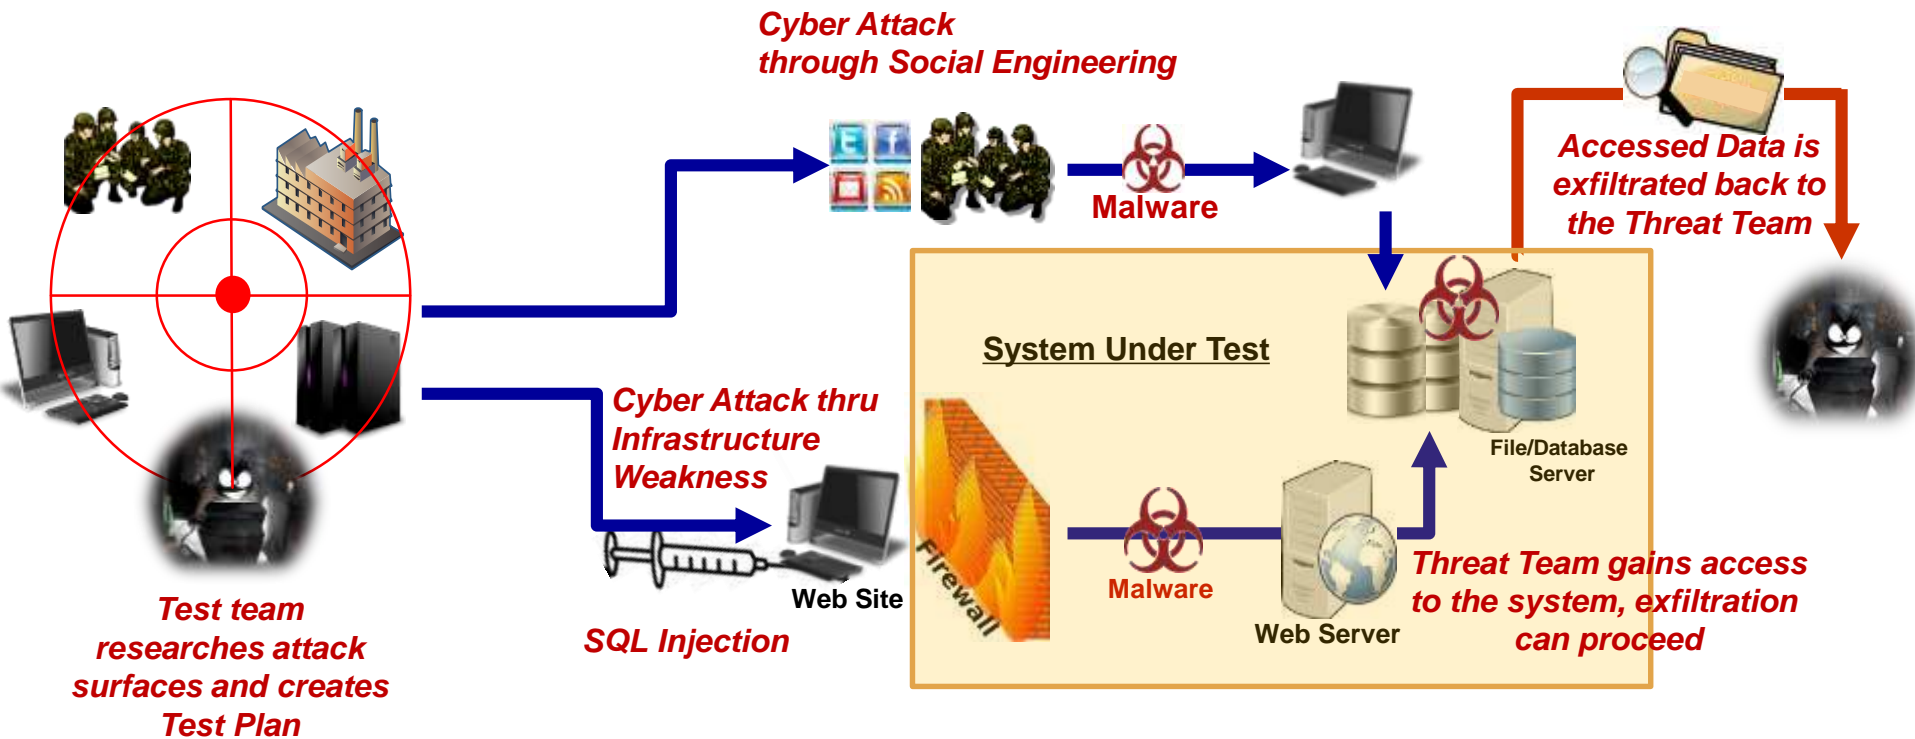 Cyber Attack
through Social Engineering
Malware
Accessed Data is
exfiltrated back to
the Threat Team
System Under Test
File/Database
Server
Cyber Attack thru
Infrastructure
Weakness
Web Site
SQL Injection
Firewall
Malware
Web Server
Threat Team gains access
to the system, exfiltration
can proceed
Test team
researches attack
surfaces and creates
Test Plan